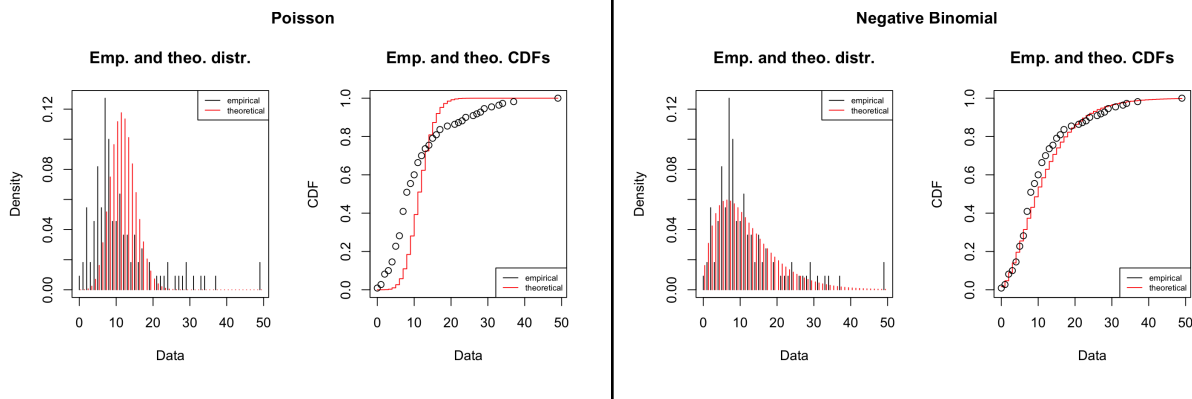 Poisson
Emp. and theo. distr.
empirical
theoretical
Density
0.00
0.04
0.08
0.12
0 10 20 30 40 50
Data
Emp. and theo. CDFs
CDF
0.0
0.2
0.4
0.6
0.8
1.0
empirical
theoretical
0 10 20 30 40 50
Data
Negative Binomial
Emp. and theo. distr.
empirical
theoretical
Density
0.00
0.04
0.08
0.12
0 10 20 30 40 50
Data
Emp. and theo. CDFs
CDF
0.0
0.2
0.4
0.6
0.8
1.0
empirical
theoretical
0 10 20 30 40 50
Data